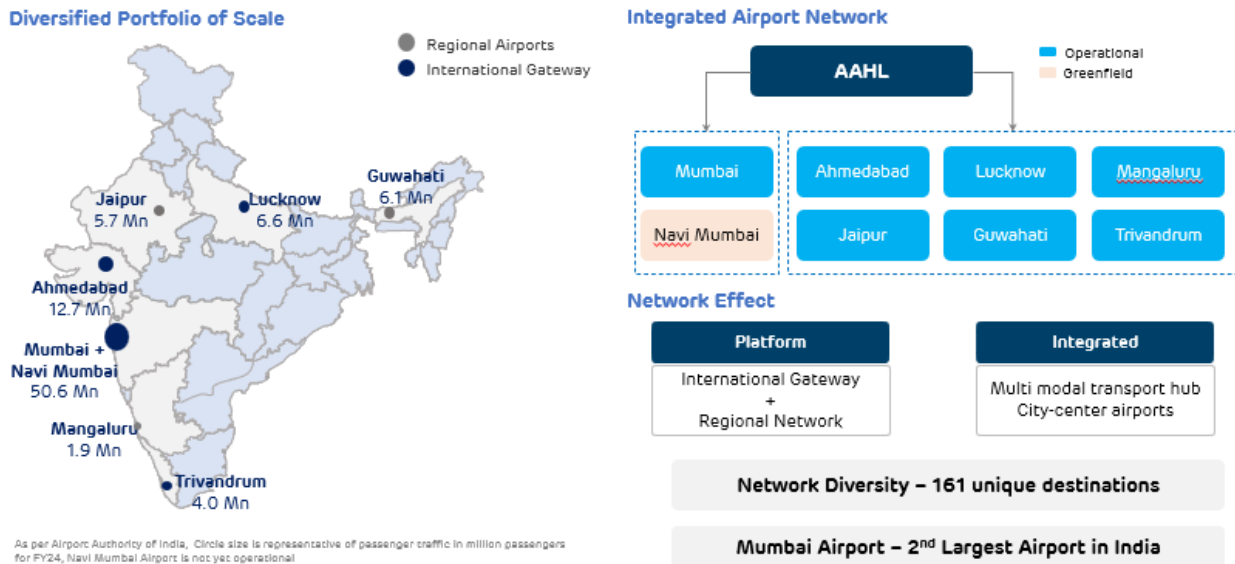 Diversified Portfolio of Scale
Regional Airports
International Gateway
Guwahati
6.1 Mn
Jaipur
5.7 Mn
Lucknow
6.6 Mn
Ahmedabad
12.7 Mn
Mumbai +
Navi Mumbai
50.6 Mn
Mangaluru
1.9 Mn
Trivandrum
4.0 Mn
As per Airport Authority of India, Circle size is representative of passenger traffic in million passengers
for FY24, Navi Mumbai Airport is not yet operational
Integrated Airport Network
AAHL
Operational
Greenfield
Mumbai
Ahmedabad
Lucknow
Mangaluru
Navi Mumbai
Jaipur
Guwahati
Trivandrum
Network Effect
Platform
International Gateway
+
Regional Network
Integrated
Multi modal transport hub
City-center airports
Network Diversity – 161 unique destinations
Mumbai Airport – 2nd Largest Airport in India